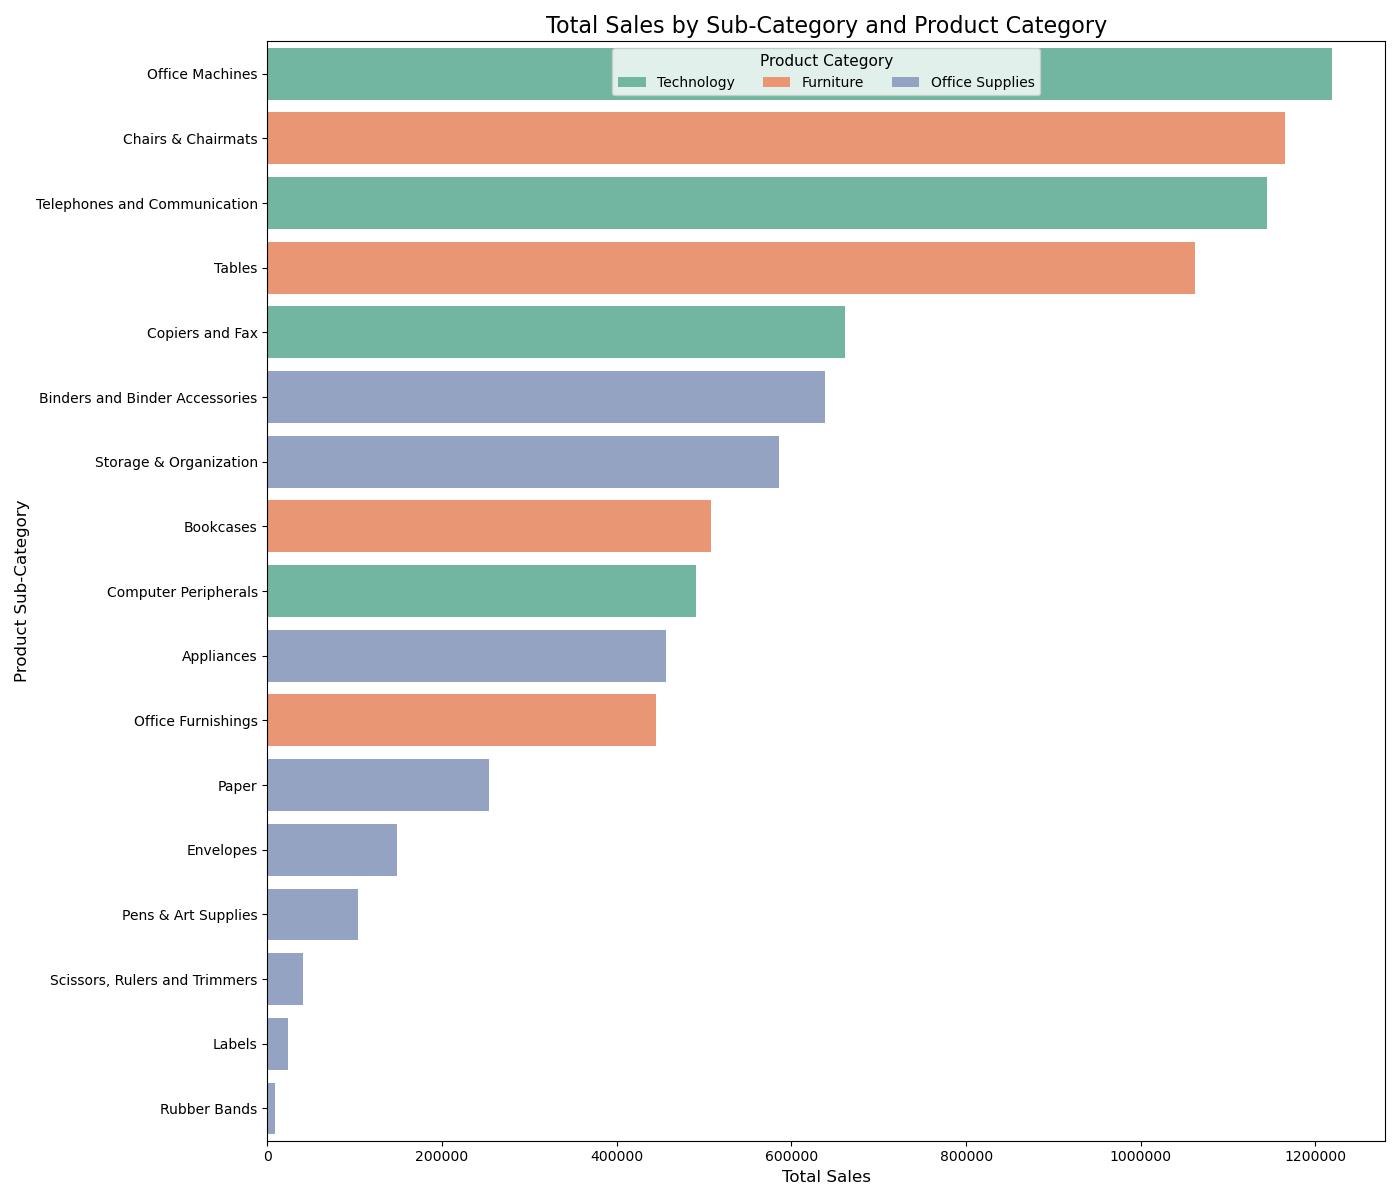 Total Sales by Sub-Category and Product Category
Product Category
Technology Furniture Office Supplies
Product Sub-Category
Office Machines
Chairs & Chairmats
Telephones and Communication
Tables
Copiers and Fax
Binders and Binder Accessories
Storage & Organization
Bookcases
Computer Peripherals
Appliances
Office Furnishings
Paper
Envelopes
Pens & Art Supplies
Scissors, Rulers and Trimmers
Labels
Rubber Bands
0 200000 400000 600000 800000 1000000 1200000
Total Sales